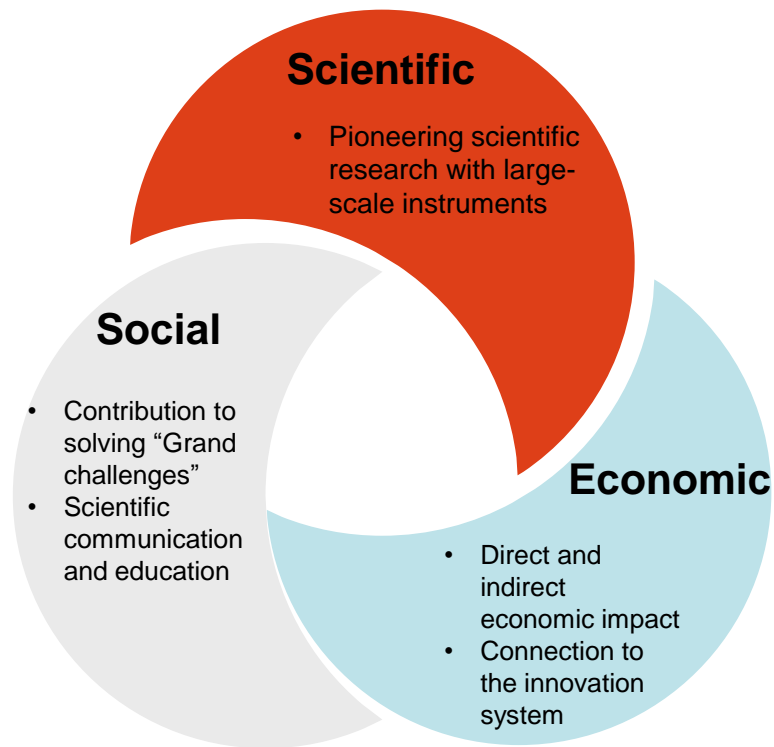 Scientific
• Pioneering scientific
research with large-
scale instruments
Social
• Contribution to
solving “Grand
challenges”
• Scientific
communication
and education
Economic
• Direct and
indirect
economic impact
• Connection to
the innovation
system